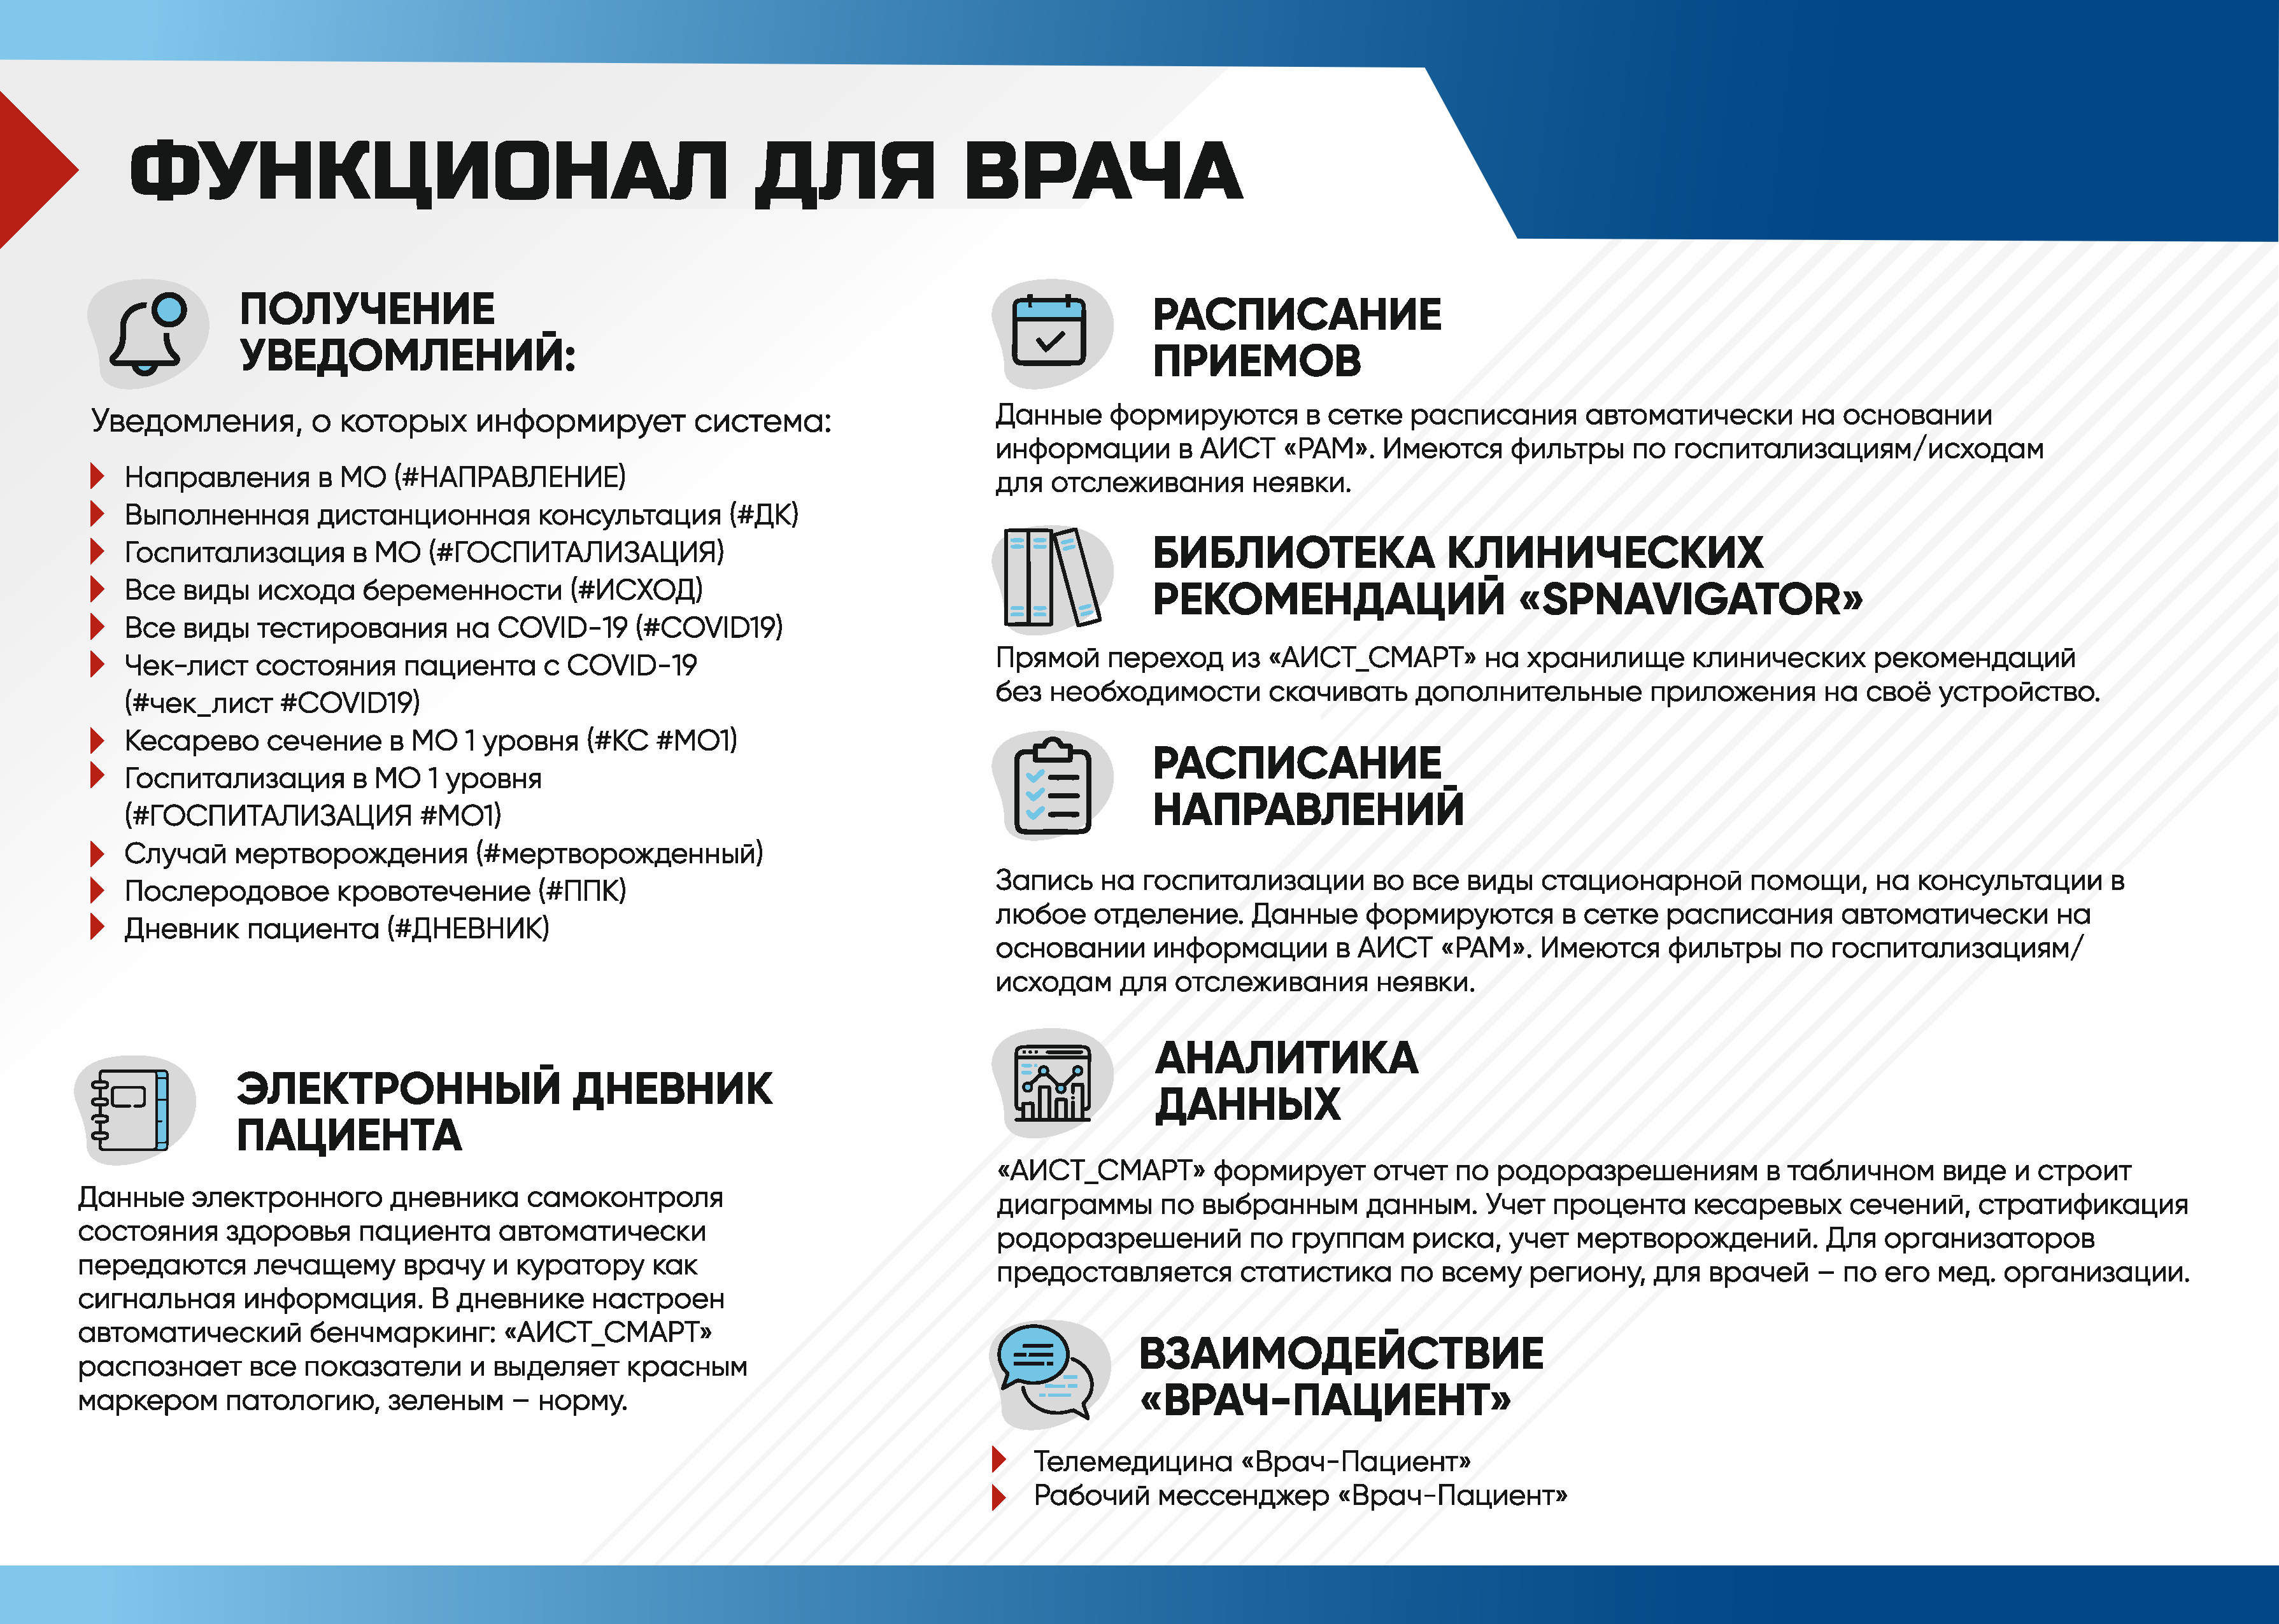 ФУНКЦИОНАЛ ДЛЯ ВРАЧА
ПОЛУЧЕНИЕ
УВЕДОМЛЕНИЙ:
Уведомления, о которых информирует система:
Направления в МО (#НАПРАВЛЕНИЕ)
Выполненная дистанционная консультация (#ДК)
Госпитализация в МО (#ГОСПИТАЛИЗАЦИЯ)
Все виды исхода беременности (#ИСХОД)
Все виды тестирования на COVID-19 (#COVID19)
Чек-лист состояния пациента с COVID-19
(#чек_лист #COVID19)
Кесарево сечение в МО 1 уровня (#КС #МО1)
Госпитализация в МО 1 уровня
(#ГОСПИТАЛИЗАЦИЯ #МО1)
Случай мертворождения (#мертворожденный)
Послеродовое кровотечение (#ППК)
Дневник пациента (#ДНЕВНИК)
ЭЛЕКТРОННЫЙ ДНЕВНИК
ПАЦИЕНТА
Данные электронного дневника самоконтроля
состояния здоровья пациента автоматически
передаются лечащему врачу и куратору как
сигнальная информация. В дневнике настроен
автоматический бенчмаркинг: «АИСТ_СМАРТ»
распознает все показатели и выделяет красным
маркером патологию, зеленым – норму.
РАСПИСАНИЕ
ПРИЕМОВ
Данные формируются в сетке расписания автоматически на основании
информации в АИСТ «РАМ». Имеются фильтры по госпитализациям/исходам
для отслеживания неявки.
БИБЛИОТЕКА КЛИНИЧЕСКИХ
РЕКОМЕНДАЦИЙ «SPNAVIGATOR»
Прямой переход из «АИСТ_СМАРТ» на хранилище клинических рекомендаций
без необходимости скачивать дополнительные приложения на своё устройство.
РАСПИСАНИЕ
НАПРАВЛЕНИЙ
Запись на госпитализации во все виды стационарной помощи, на консультации в
любое отделение. Данные формируются в сетке расписания автоматически на
основании информации в АИСТ «РАМ». Имеются фильтры по госпитализациям/
исходам для отслеживания неявки.
АНАЛИТИКА
ДАННЫХ
«АИСТ_СМАРТ» формирует отчет по родоразрешениям в табличном виде и строит
диаграммы по выбранным данным. Учет процента кесаревых сечений, стратификация
родоразрешений по группам риска, учет мертворождений. Для организаторов
предоставляется статистика по всему региону, для врачей – по его мед. организации.
ВЗАИМОДЕЙСТВИЕ
«ВРАЧ-ПАЦИЕНТ»
Телемедицина «Врач-Пациент»
Рабочий мессенджер «Врач-Пациент»